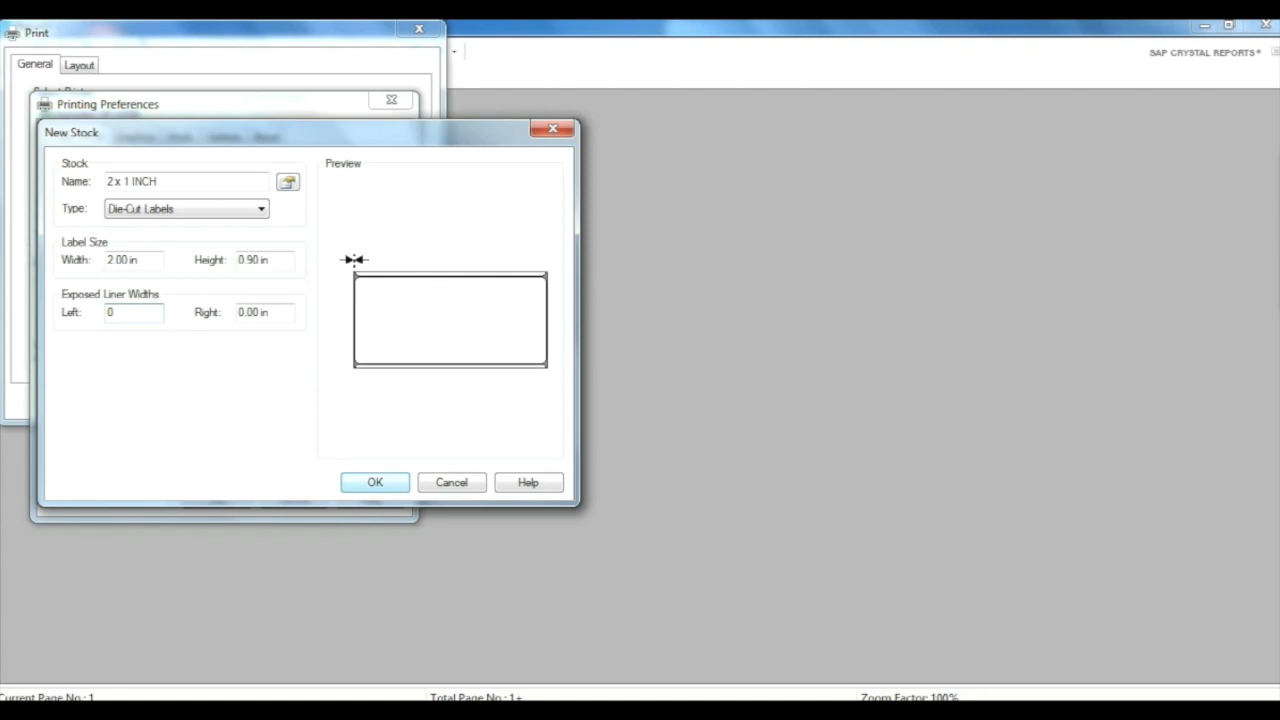 Print
SAP CRYSTAL REPORTS®
General
Layout
Printing Preferences
New Stock
Stock
Name: 2 x 1 INCH
Type: Die-Cut Labels
Label Size
Width: 2.00 in Height: 0.90 in
Exposed Liner Widths
Left: 0 Right: 0.00 in
Preview
OK
Cancel
Help
Current Page No.: 1
Total Page No.: 1+
Zoom Factor: 100%